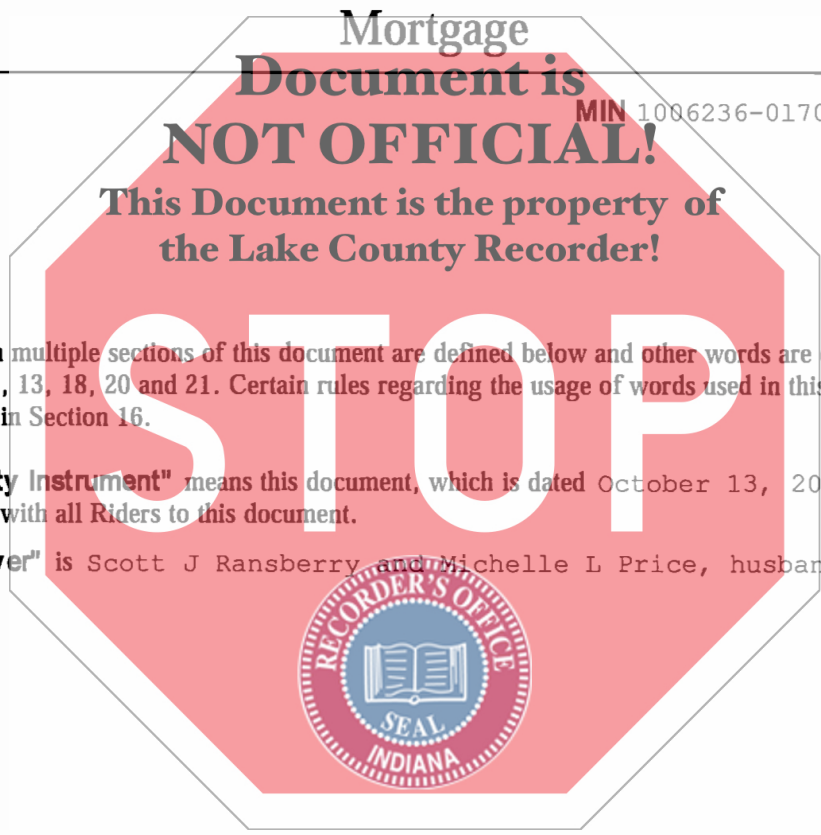 Mortgage
Document is
MIN 1006236-0170
NOT OFFICIAL!
This Document is the property of
the Lake County Recorder!
STOP
multiple sections of this document are defined below and other words are
, 13, 18, 20 and 21. Certain rules regarding the usage of words used in this
in Section 16.
y Instrument" means this document, which is dated October 13, 20
with all Riders to this document.
er" is Scott J Ransberry and Michelle L Price, husban
RECORDER'S OFFICE
SEAL
INDIANA